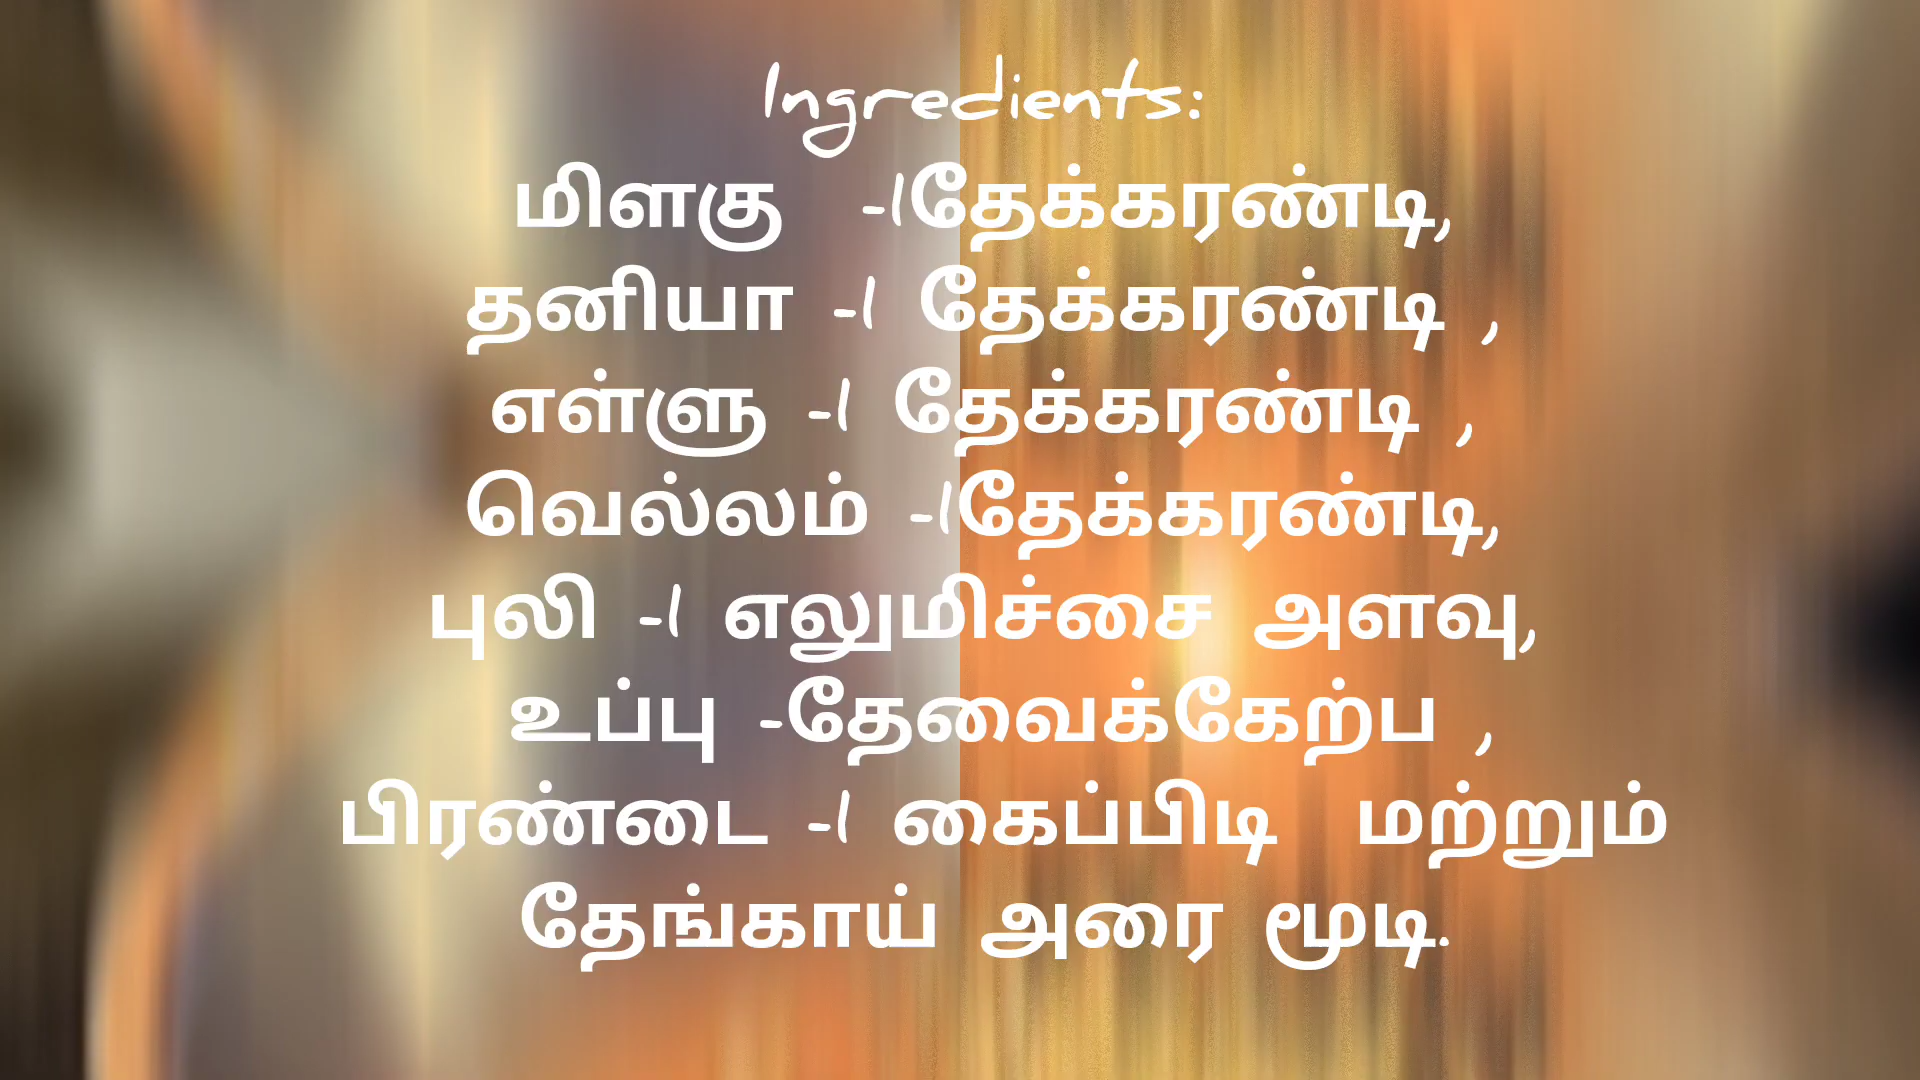 Ingredients:
மிளகு -1தேக்கரண்டி,
தனியா -1 தேக்கரண்டி ,
எள்ளு -1 தேக்கரண்டி ,
வெல்லம் -1தேக்கரண்டி,
புலி -1 எலுமிச்சை அளவு,
உப்பு -தேவைக்கேற்ப ,
பிரண்டை -1 கைப்பிடி மற்றும்
தேங்காய் அரை மூடி.